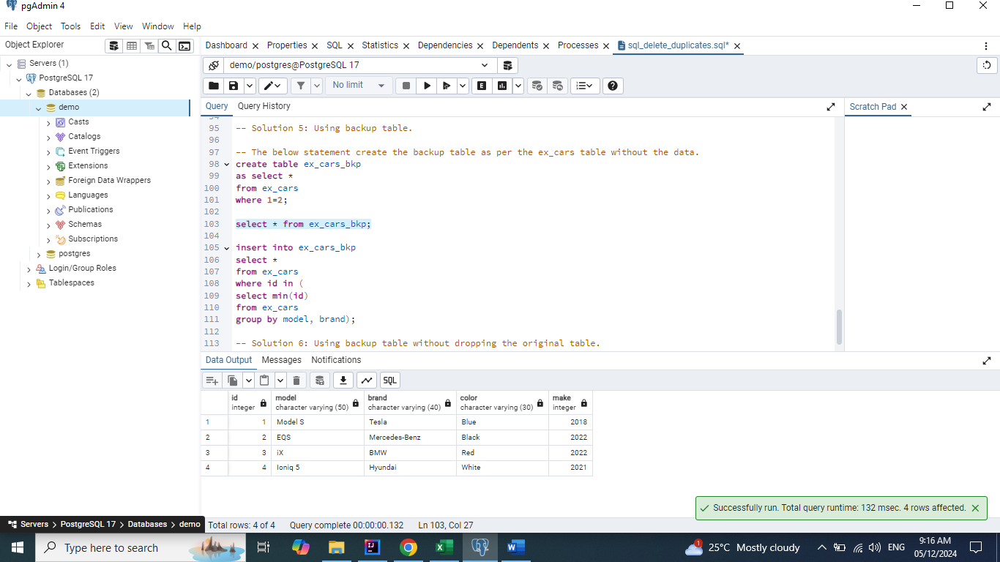 pgAdmin 4
File Object Tools Edit View Window Help
Object Explorer
Dashboard Properties SQL Statistics Dependencies Dependents Processes sql_delete_duplicates.sql*
Servers (1)
PostgreSQL 17
Databases (2)
demo
Casts
Catalogs
Event Triggers
Extensions
Foreign Data Wrappers
Languages
Publications
Schemas
Subscriptions
postgres
Login/Group Roles
Tablespaces
demo/postgres@PostgreSQL 17
No limit
E
Query Query History
Scratch Pad
94
95 -- Solution 5: Using backup table.
96
97 -- The below statement create the backup table as per the ex_cars table without the data.
98 create table ex_cars_bkp
99 as select *
100 from ex_cars
101 where 1=2;
102
103 select * from ex_cars_bkp;
104
105 insert into ex_cars_bkp
106 select *
107 from ex_cars
108 where id in (
109 select min(id)
110 from ex_cars
111 group by model, brand);
112
113 -- Solution 6: Using backup table without dropping the original table.
Data Output Messages Notifications
SQL
id model brand color make
integer character varying (50) character varying (40) character varying (30) integer
1 1 Model S Tesla Blue 2018
2 2 EQS Mercedes-Benz Black 2022
3 3 iX BMW Red 2022
4 4 Ioniq 5 Hyundai White 2021
Successfully run. Total query runtime: 132 msec. 4 rows affected.
Servers > PostgreSQL 17 > Databases > demo
Total rows: 4 of 4 Query complete 00:00:00.132 Ln 103, Col 27
Type here to search
1 25°C Mostly cloudy ENG 9:16 AM
05/12/2024